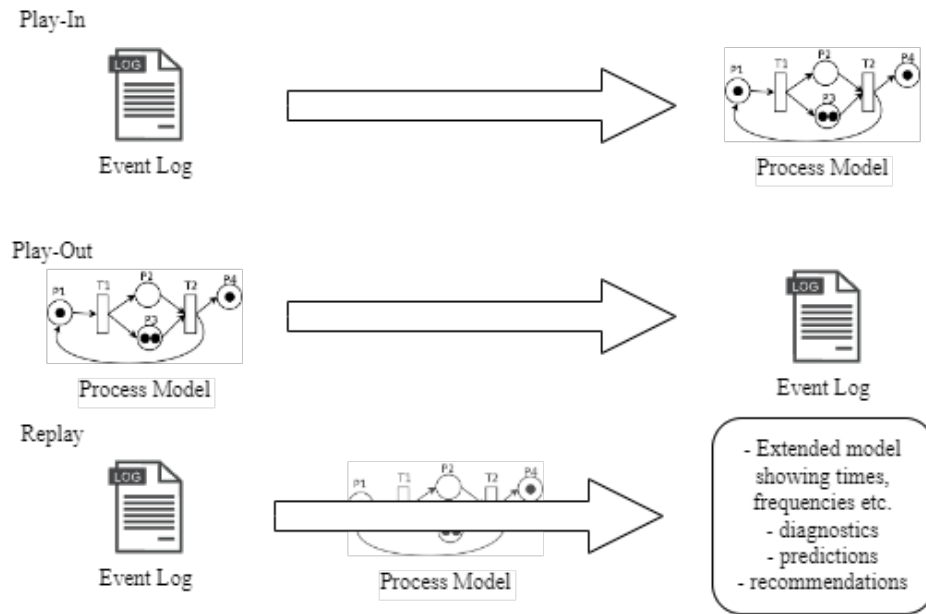 Play-In
LOG
Event Log
P1 T1 P2 T2 P4
P3
Process Model
Play-Out
P1 T1 P2 T2 P4
P3
Process Model
LOG
Event Log
Replay
LOG
Event Log
P1 T1 P2 T2 P4
Process Model
- Extended model
showing times,
frequencies etc.
- diagnostics
- predictions
- recommendations